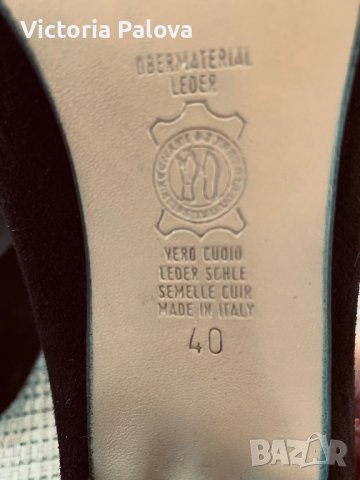 Victoria Palova
OBERMATERIAL
LEDER
VERO CUOIO
LEDER SOHLE
SEMELLE CUIR
MADE IN ITALY
40
bazar